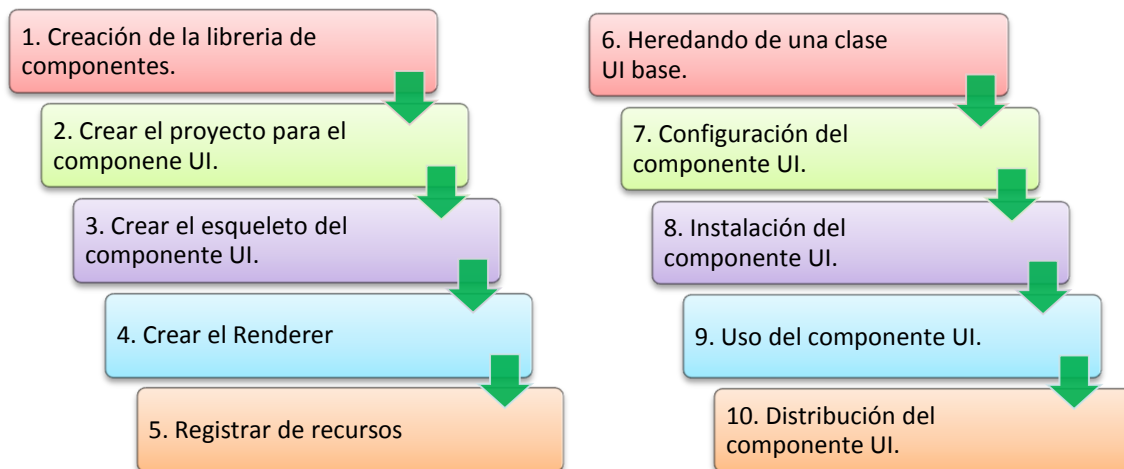 1. Creación de la libreria de
componentes.
2. Crear el proyecto para el
componene UI.
3. Crear el esqueleto del
componente UI.
4. Crear el Renderer
5. Registrar de recursos
6. Heredando de una clase
UI base.
7. Configuración del
componente UI.
8. Instalación del
componente UI.
9. Uso del componente UI.
10. Distribución del
componente UI.